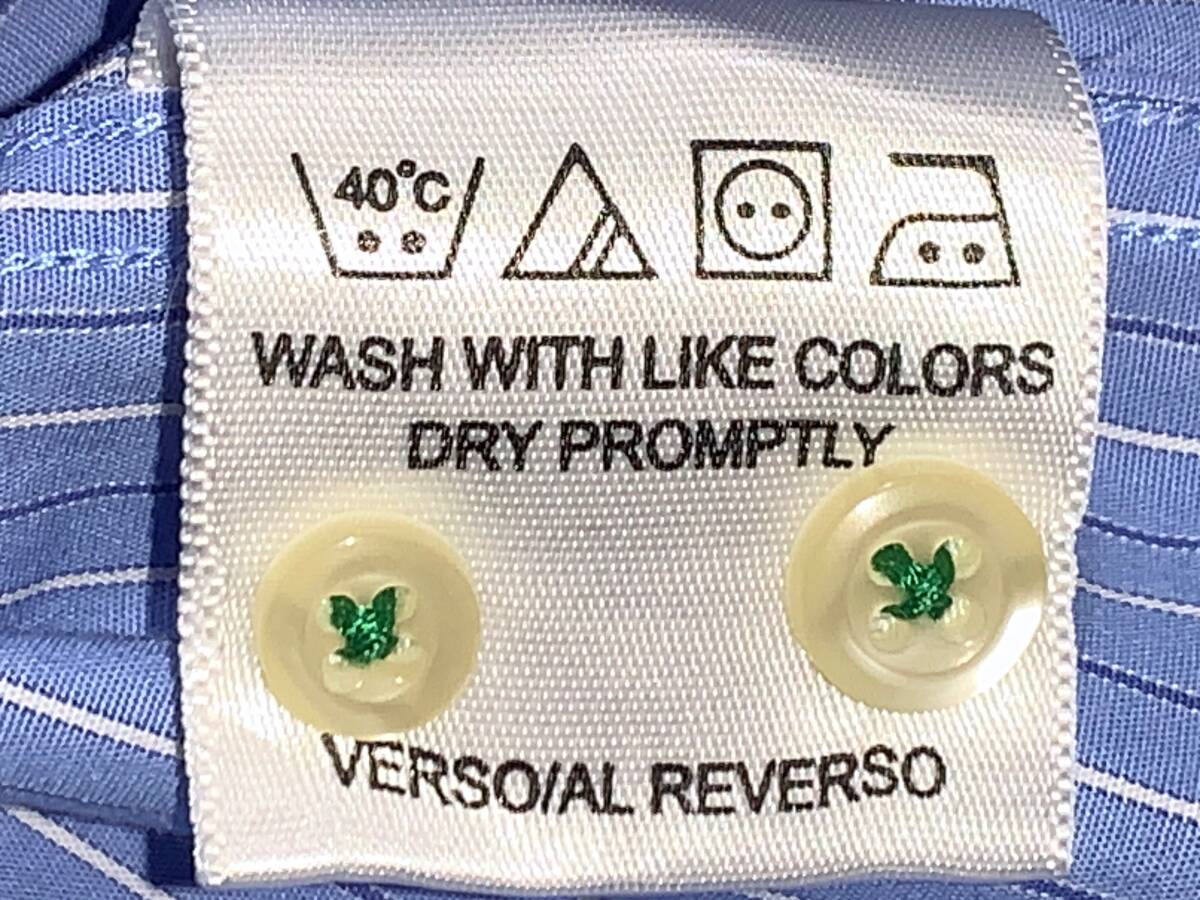 40°C
WASH WITH LIKE COLORS
DRY PROMPTLY
VERSO/AL REVERSO